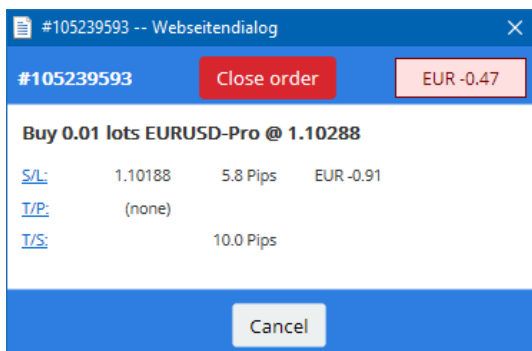 #105239593 -- Webseitendialog
#105239593 Close order EUR -0.47
Buy 0.01 lots EURUSD-Pro @ 1.10288
S/L: 1.10188 5.8 Pips EUR -0.91
T/P: (none)
T/S: 10.0 Pips
Cancel